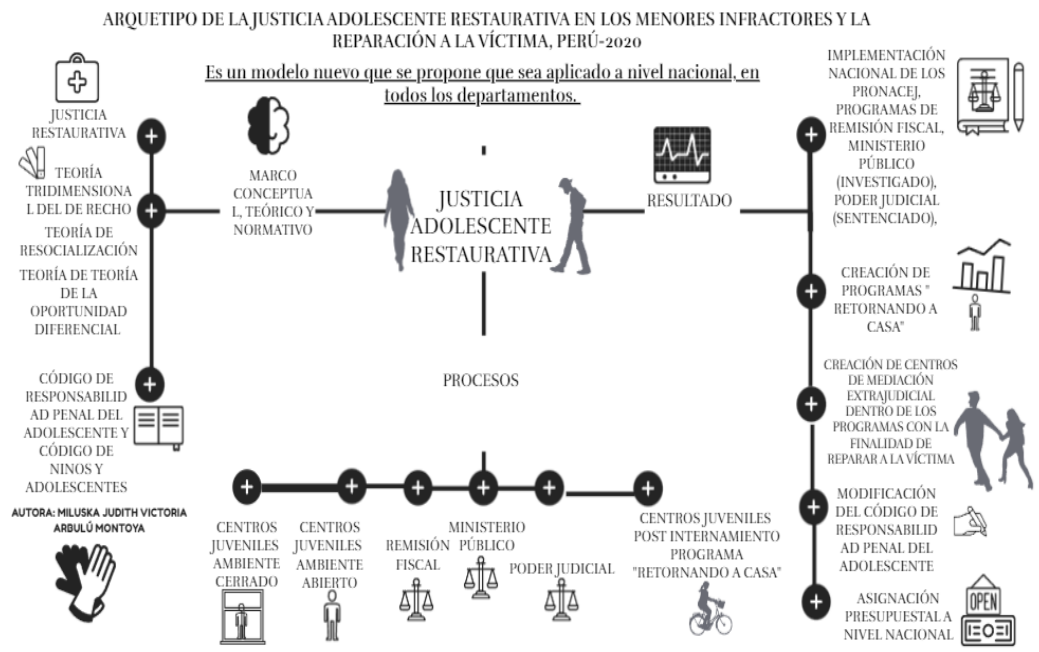 ARQUETIPO DE LA JUSTICIA ADOLESCENTE RESTAURATIVA EN LOS MENORES INFRACTORES Y LA
REPARACIÓN A LA VÍCTIMA, PERÚ-2020
Es un modelo nuevo que se propone que sea aplicado a nivel nacional, en
todos los departamentos.
JUSTICIA
RESTAURATIVA
TEORÍA
TRIDIMENSIONA
L DEL DE RECHO
TEORÍA DE
RESOCIALIZACIÓN
TEORÍA DE TEORÍA
DE LA
OPORTUNIDAD
DIFERENCIAL
CÓDIGO DE
RESPONSABILID
AD PENAL DEL
ADOLESCENTE Y
CÓDIGO DE
NINOS Y
ADOLESCENTES
AUTORA: MILUSKA JUDITH VICTORIA
ARBULÚ MONTOYA
MARCO
CONCEPTUA
L, TEÓRICO Y
NORMATIVO
JUSTICIA
ADOLESCENTE
RESTAURATIVA
RESULTADO
PROCESOS
CENTROS
JUVENILES
AMBIENTE
CERRADO
CENTROS
JUVENILES
AMBIENTE
ABIERTO
REMISIÓN
FISCAL
MINISTERIO
PÚBLICO
PODER JUDICIAL
CENTROS JUVENILES
POST INTERNAMIENTO
PROGRAMA
"RETORNANDO A CASA"
IMPLEMENTACIÓN
NACIONAL DE LOS
PRONACEJ,
PROGRAMAS DE
REMISIÓN FISCAL,
MINISTERIO
PÚBLICO
(INVESTIGADO),
PODER JUDICIAL
(SENTENCIADO),
CREACIÓN DE
PROGRAMAS "
RETORNANDO A
CASA"
CREACIÓN DE CENTROS
DE MEDIACIÓN
EXTRAJUDICIAL
DENTRO DE LOS
PROGRAMAS CON LA
FINALIDAD DE
REPARAR A LA VÍCTIMA
MODIFICACIÓN
DEL CÓDIGO DE
RESPONSABILID
AD PENAL DEL
ADOLESCENTE
ASIGNACIÓN
PRESUPUESTAL A
NIVEL NACIONAL
OPEN